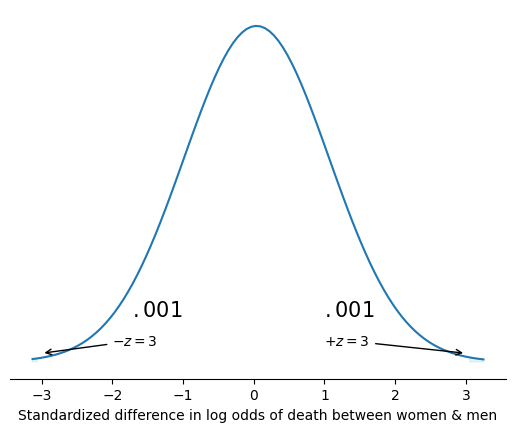 .001 .001
−z = 3 +z = 3
−3 −2 −1 0 1 2 3
Standardized difference in log odds of death between women & men